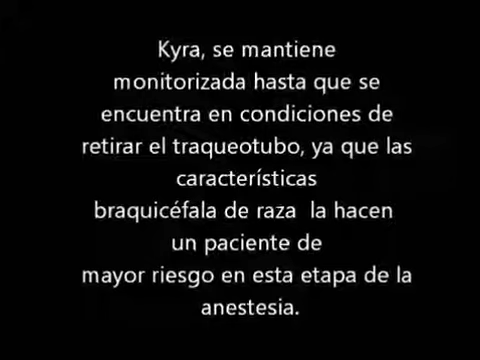 Kyra, se mantiene
monitorizada hasta que se
encuentra en condiciones de
retirar el traqueotubo, ya que las
características
braquicéfala de raza  la hacen
un paciente de
mayor riesgo en esta etapa de la
anestesia.